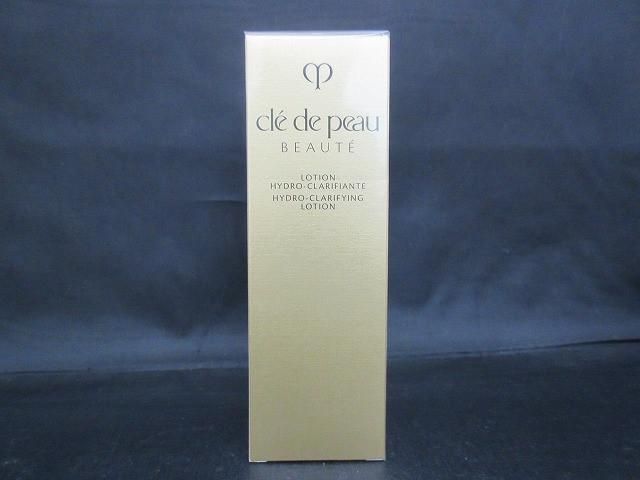 clé de peau
BEAUTÉ
LOTION
HYDRO-CLARIFIANTE
HYDRO-CLARIFYING
LOTION